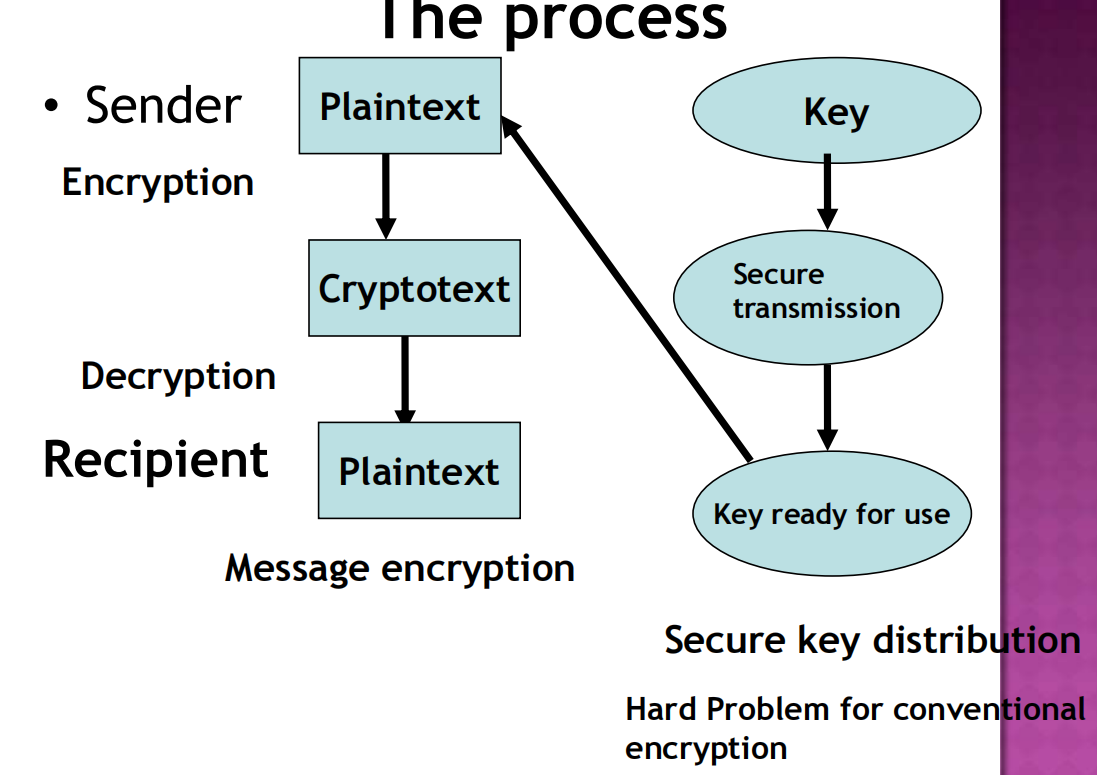 The process
• Sender
Plaintext
Key
Encryption
Cryptotext
Secure
transmission
Decryption
Recipient
Plaintext
Key ready for use
Message encryption
Secure key distribution
Hard Problem for conventional
encryption